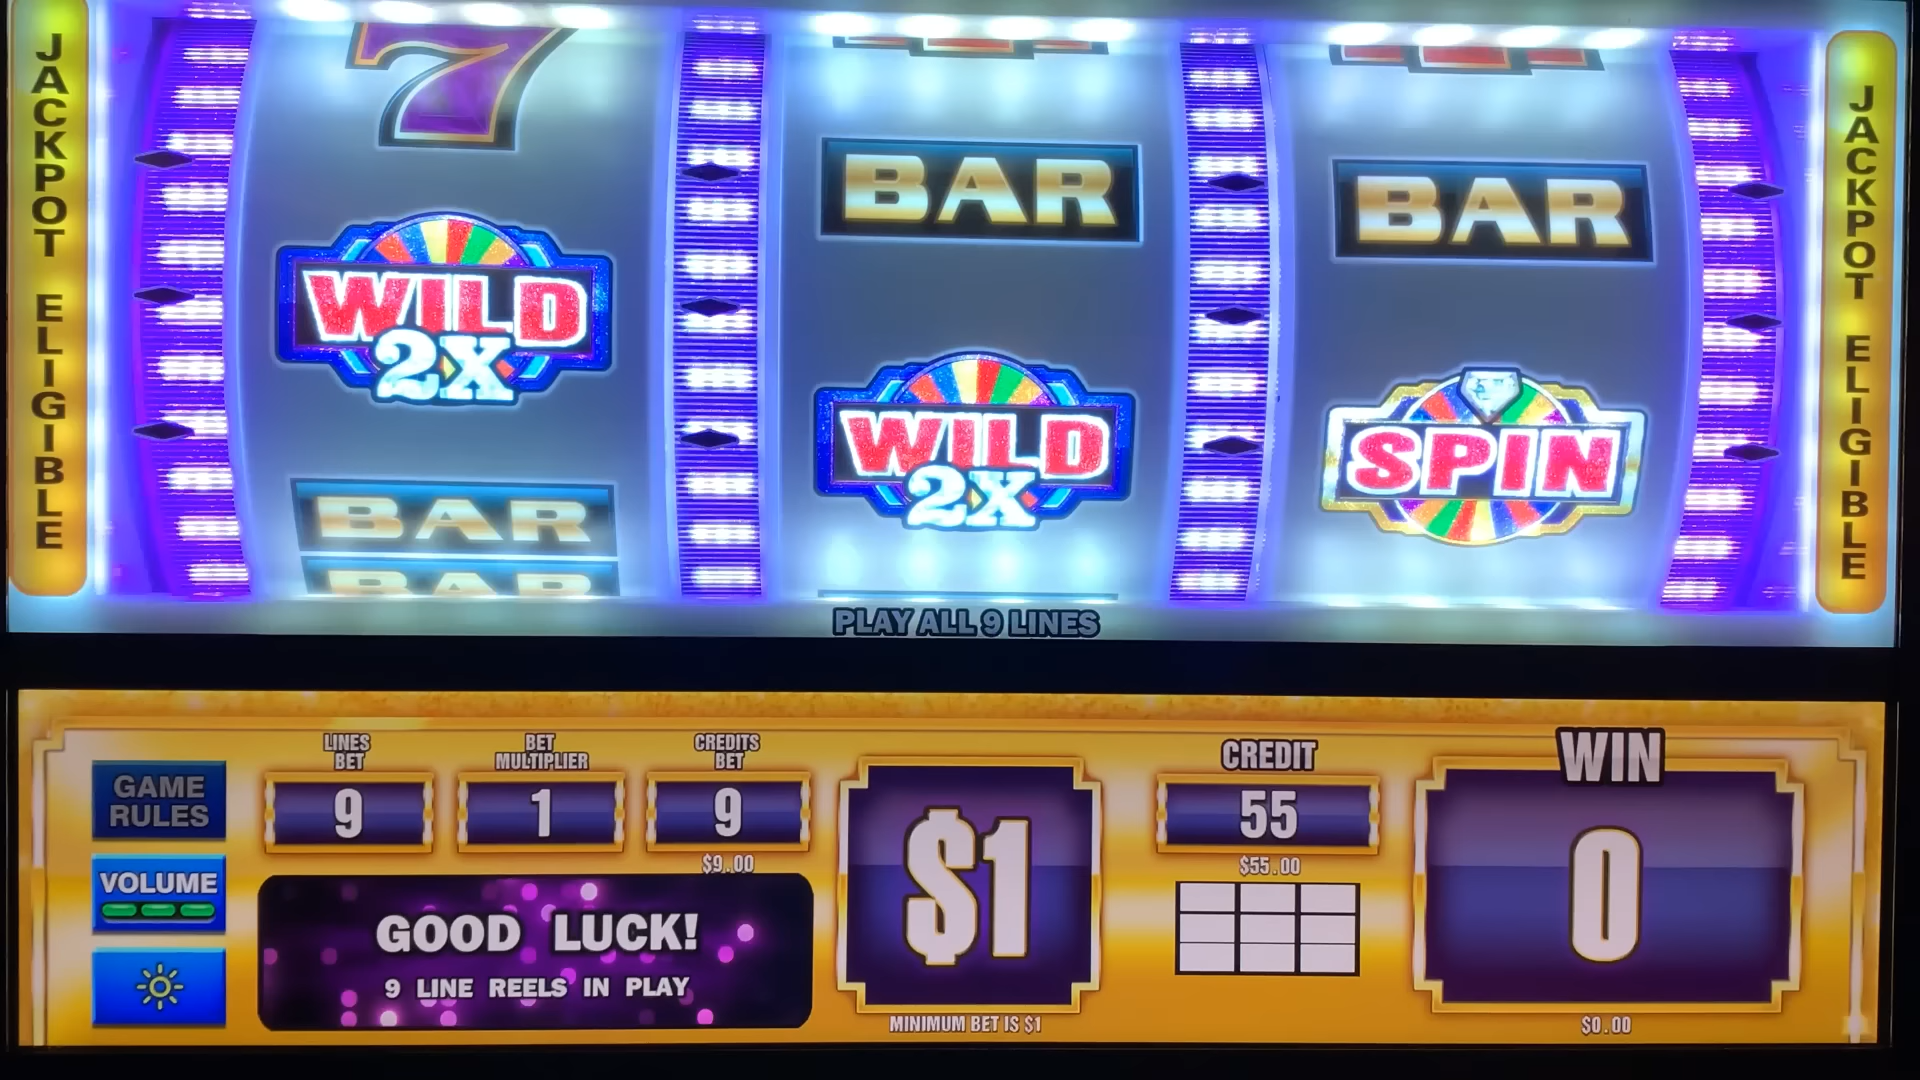 JACKPOT ELIGIBLE
7
BAR
BAR
WILD
2X
WILD
2X
SPIN
BAR
BAR
JACKPOT ELIGIBLE
PLAY ALL 9 LINES
GAME
RULES
VOLUME
LINES
BET
9
BET
MULTIPLIER
1
CREDITS
BET
9
$9.00
GOOD LUCK!
9 LINE REELS IN PLAY
$1
MINIMUM BET IS $1
CREDIT
55
$55.00
WIN
0
$0.00